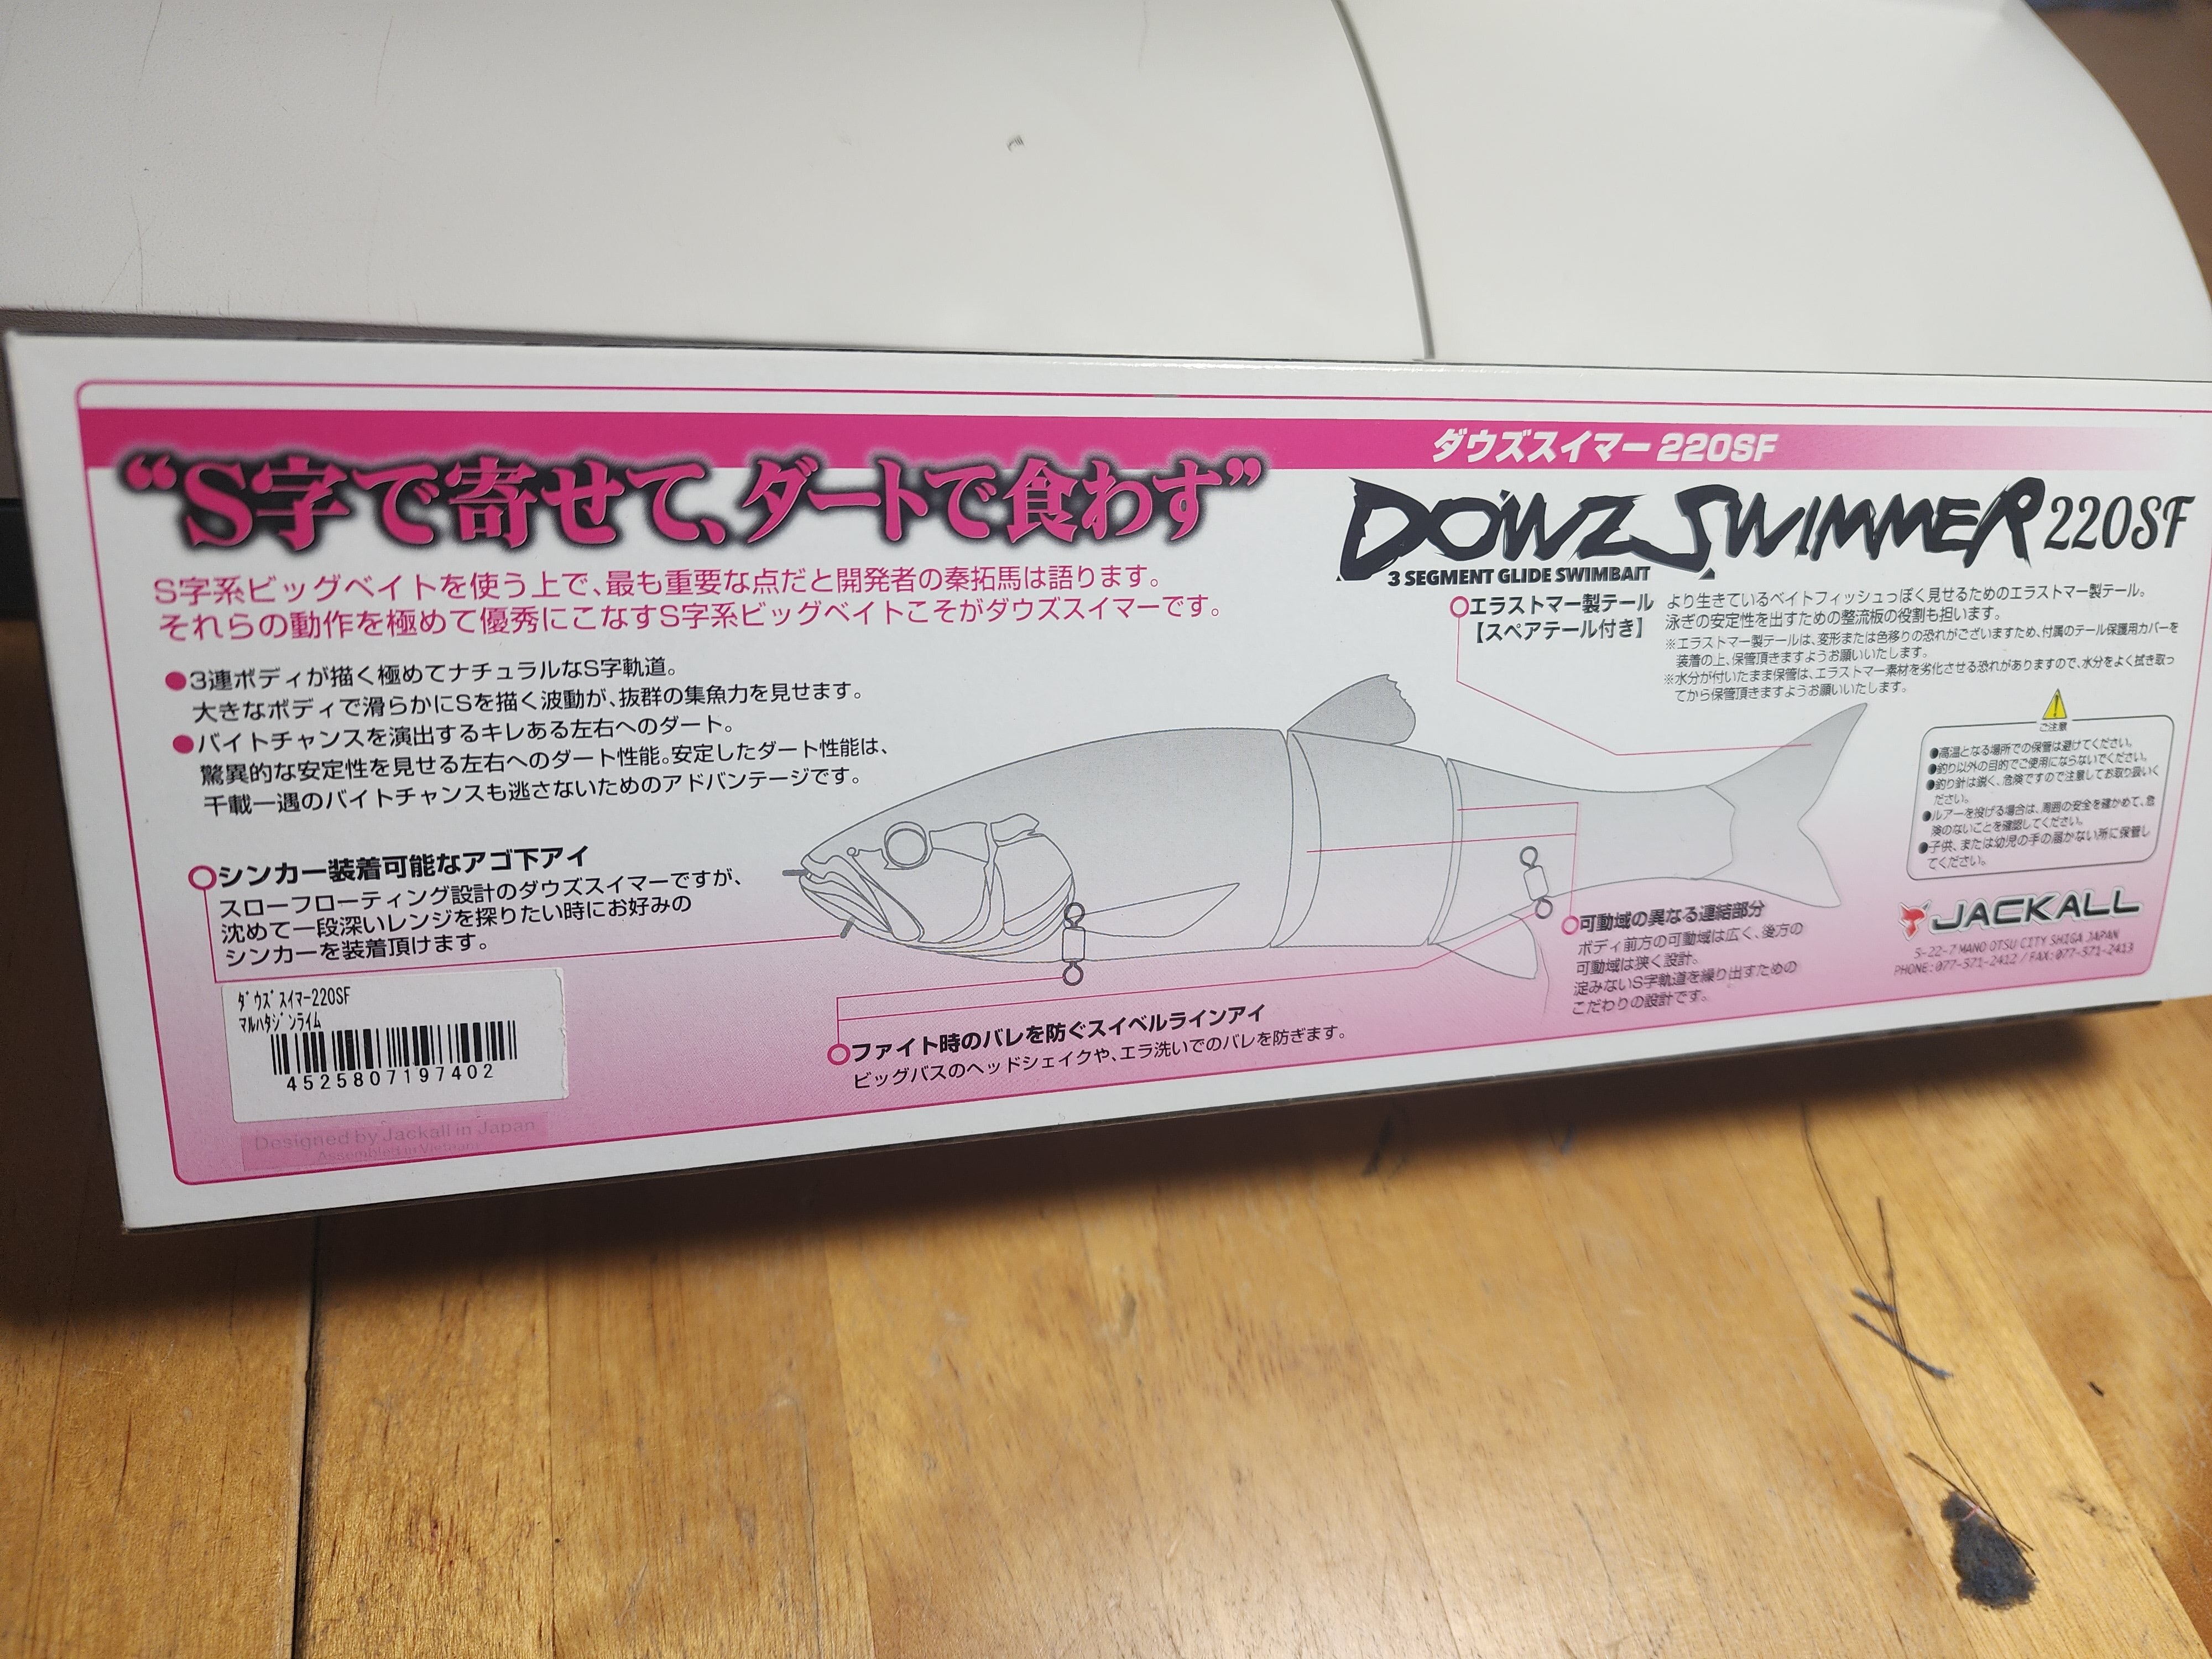 ダウズスイマー 220SF
“S字で寄せて、ダートで食わす”
DOWZ SWIMMER 220SF
3 SEGMENT GLIDE SWIMBAIT
S字系ビッグベイトを使う上で、最も重要な点だと開発者の秦拓馬は語ります。
それらの動作を極めて優秀にこなすS字系ビッグベイトこそがダウズスイマーです。
●3連ボディが描く極めてナチュラルなS字軌道。
大きなボディで滑らかにSを描く波動が、抜群の集魚力を見せます。
●バイトチャンスを演出するキレある左右へのダート。
驚異的な安定性を見せる左右へのダート性能。安定したダート性能は、
千載一遇のバイトチャンスも逃さないためのアドバンテージです。
シンカー装着可能なアゴ下アイ
スローフローティング設計のダウズスイマーですが、
沈めて一段深いレンジを探りたい時にお好みの
シンカーを装着頂けます。
エラストマー製テール
【スペアテール付き】
より生きているベイトフィッシュっぽく見せるためのエラストマー製テール。
泳ぎの安定性を出すための整流板の役割も担います。
※エラストマー製テールは、変形または色移りの恐れがございますため、付属のテール保護用カバーを
装着の上、保管頂きますようお願いいたします。
※水分が付いたまま保管は、エラストマー素材を劣化させる恐れがありますので、水分をよく拭き取っ
てから保管頂きますようお願いいたします。
ご注意
●高温となる場所での保管は避けてください。
●釣り以外の目的でご使用にならないでください。
●釣り針は鋭く、危険ですので注意してお取り扱いく
ださい。
●ルアーを投げる場合は、周囲の安全を確かめて、危
険のないことを確認してください。
●子供、または幼児の手の届かない所に保管し
てください。
可動域の異なる連結部分
ボディ前方の可動域は広く、後方の
可動域は狭く設計。
淀みないS字軌道を繰り出すための
こだわりの設計です。
ファイト時のバレを防ぐスイベルラインアイ
ビッグバスのヘッドシェイクや、エラ洗いでのバレを防ぎます。
JACKALL
5-22-7 MANO OTSU CITY SHIGA JAPAN
PHONE:077-571-2412 / FAX:077-571-2413
ﾀﾞｳｽﾞｽｲﾏｰ220SF
ﾏﾙﾊﾀｼﾞﾝﾗｲﾑ
4525807197402
Designed by Jackall in Japan
Assembled in Vietnam